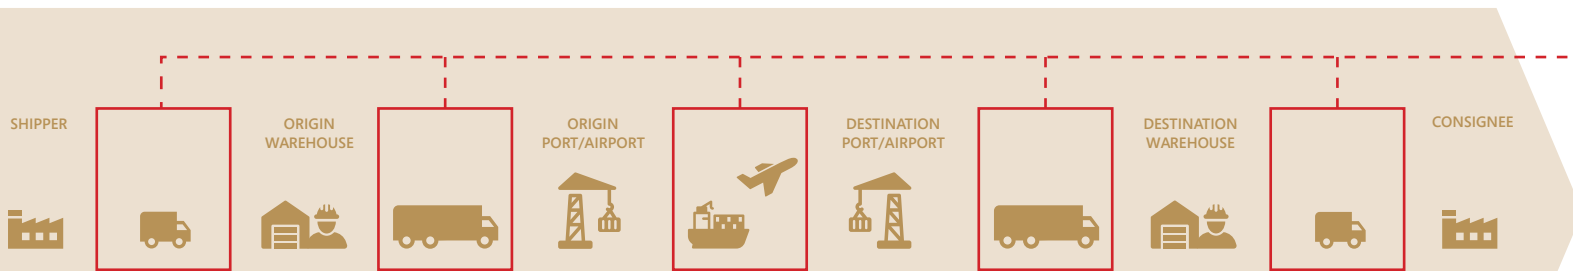 SHIPPER
ORIGIN
WAREHOUSE
ORIGIN
PORT/AIRPORT
DESTINATION
PORT/AIRPORT
DESTINATION
WAREHOUSE
CONSIGNEE